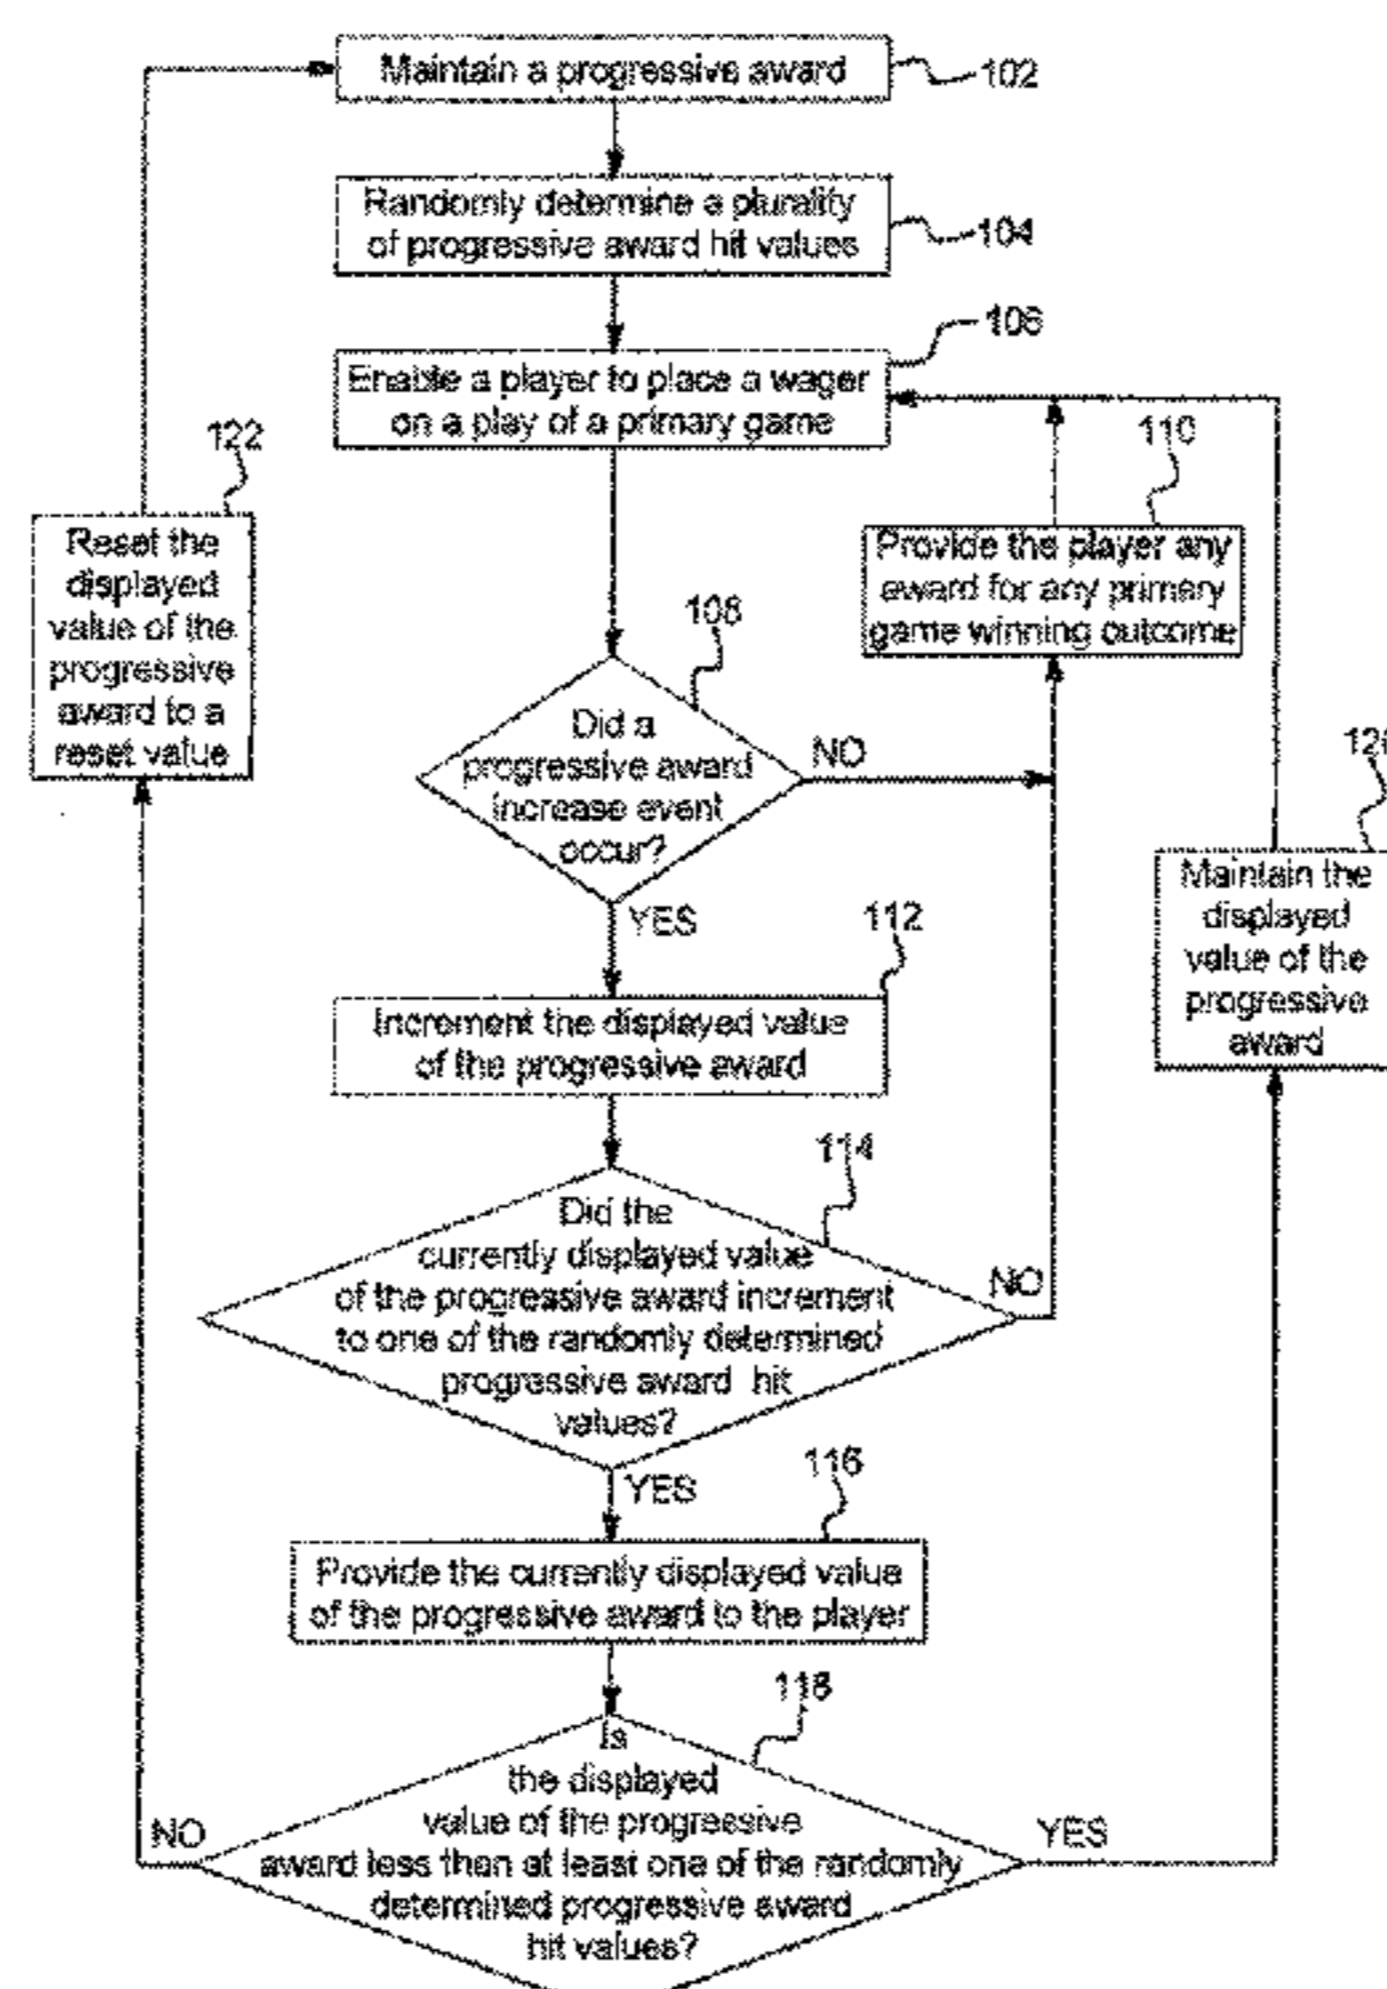 Maintain a progressive award
102
Randomly determine a plurality
of progressive award hit values
104
106
Enable a player to place a wager
on a play of a primary game
122
110
Reset the
displayed
value of the
progressive
award to a
reset value
Provide the player any
award for any primary
game winning outcome
108
Did a
progressive award
increase event
occur?
NO
YES
112
Maintain the
displayed
value of the
progressive
award
Increment the displayed value
of the progressive award
114
Did the
currently displayed value
of the progressive award increment
to one of the randomly determined
progressive award hit
values?
NO
YES
116
Provide the currently displayed value
of the progressive award to the player
118
Is
the displayed
value of the progressive
award less than at least one of the randomly
determined progressive award
hit values?
NO
YES